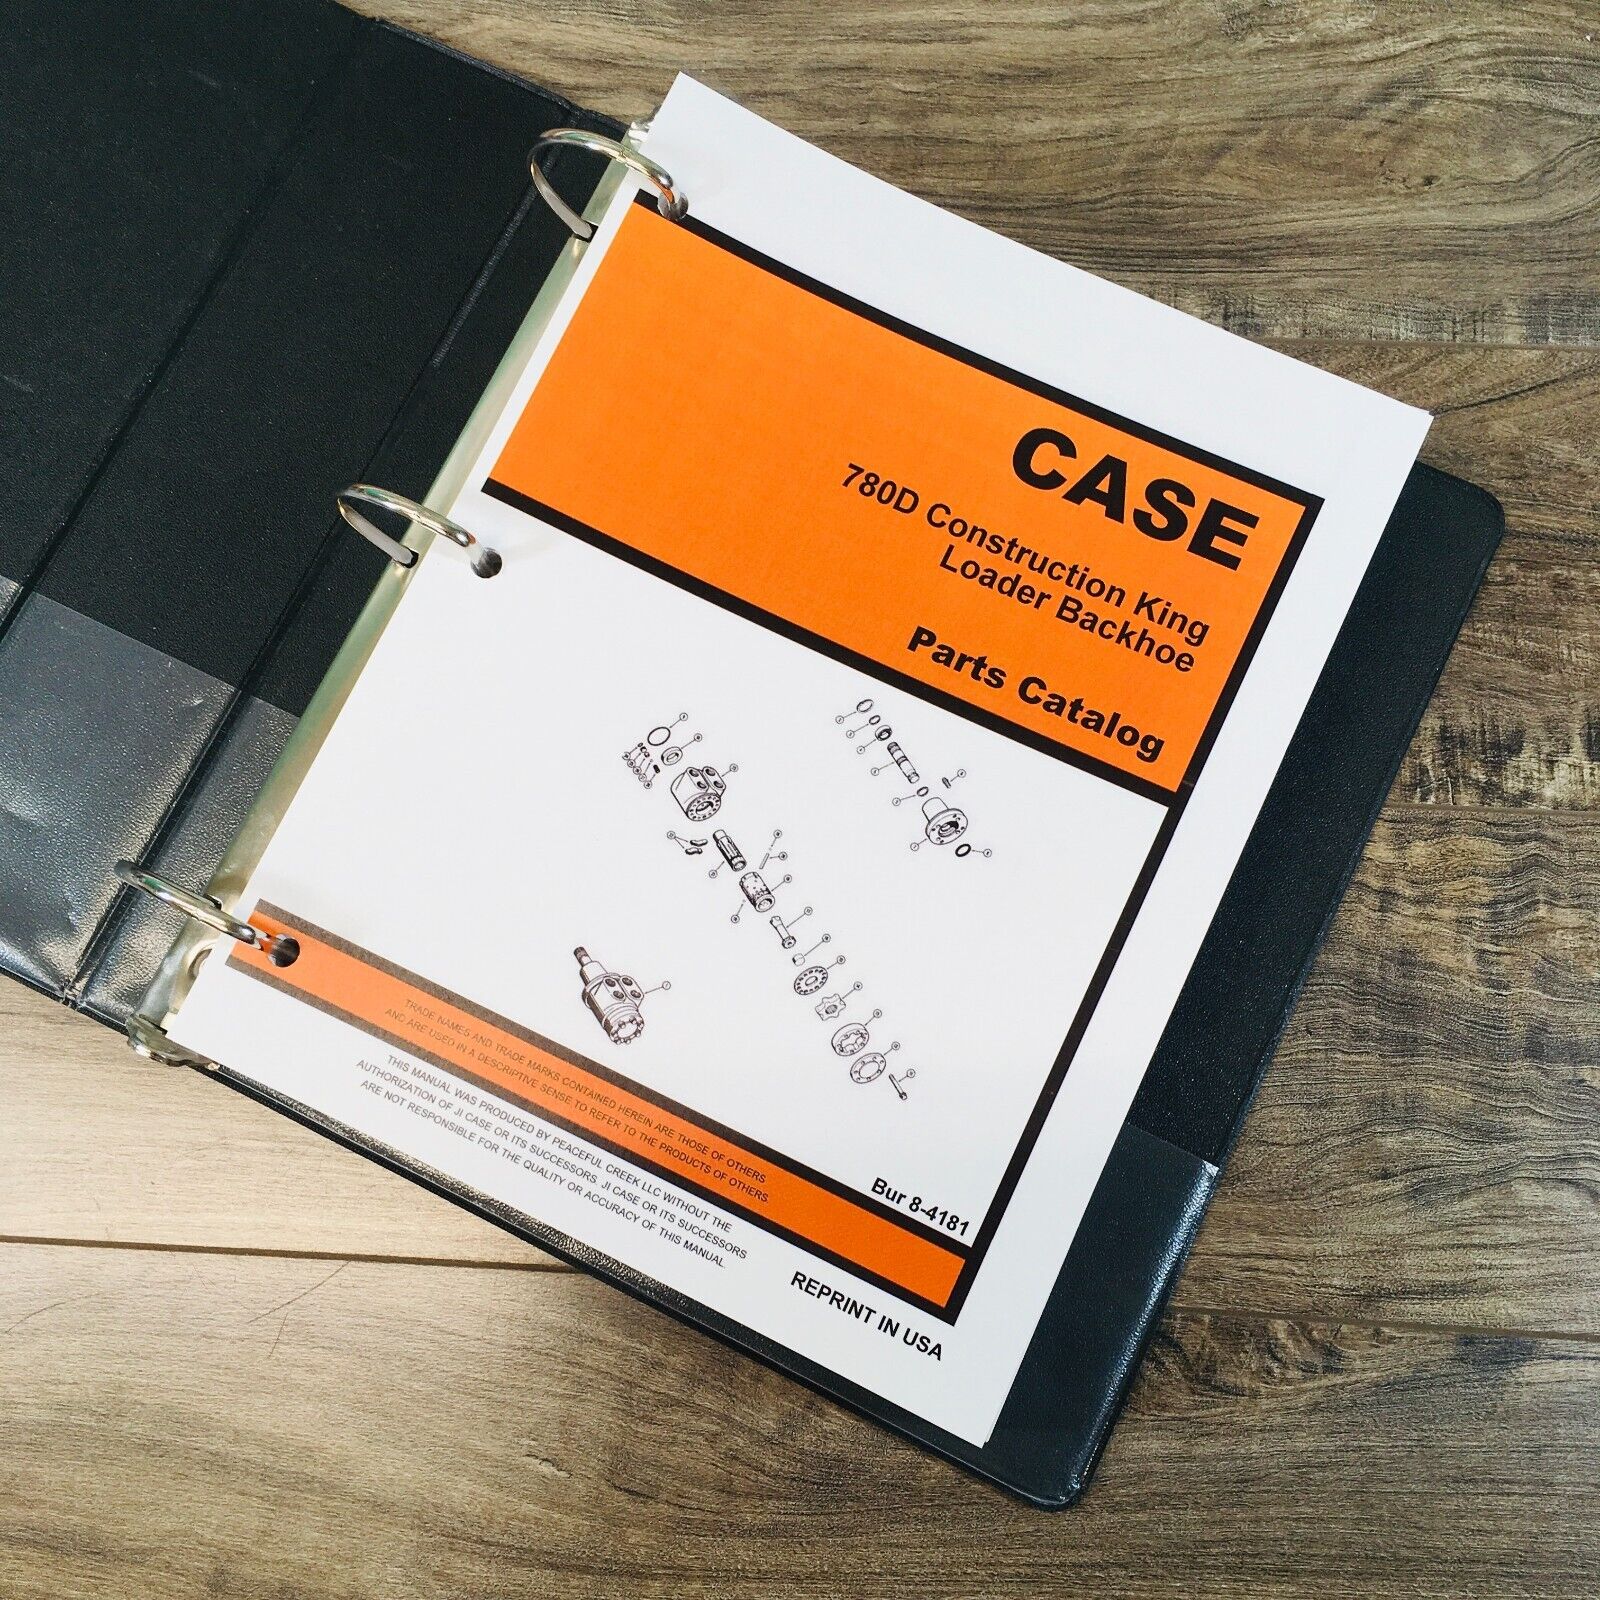 CASE
780D Construction King
Loader Backhoe
Parts Catalog
TRADE NAMES AND TRADE MARKS CONTAINED HEREIN ARE THOSE OF OTHERS
AND ARE USED IN A DESCRIPTIVE SENSE TO REFER TO THE PRODUCTS OF OTHERS.
Bur 8-4181
THIS MANUAL WAS PRODUCED BY PEACEFUL CREEK LLC WITHOUT THE
AUTHORIZATION OF JI CASE OR ITS SUCCESSORS. JI CASE OR ITS SUCCESSORS
ARE NOT RESPONSIBLE FOR THE QUALITY OR ACCURACY OF THIS MANUAL.
REPRINT IN USA